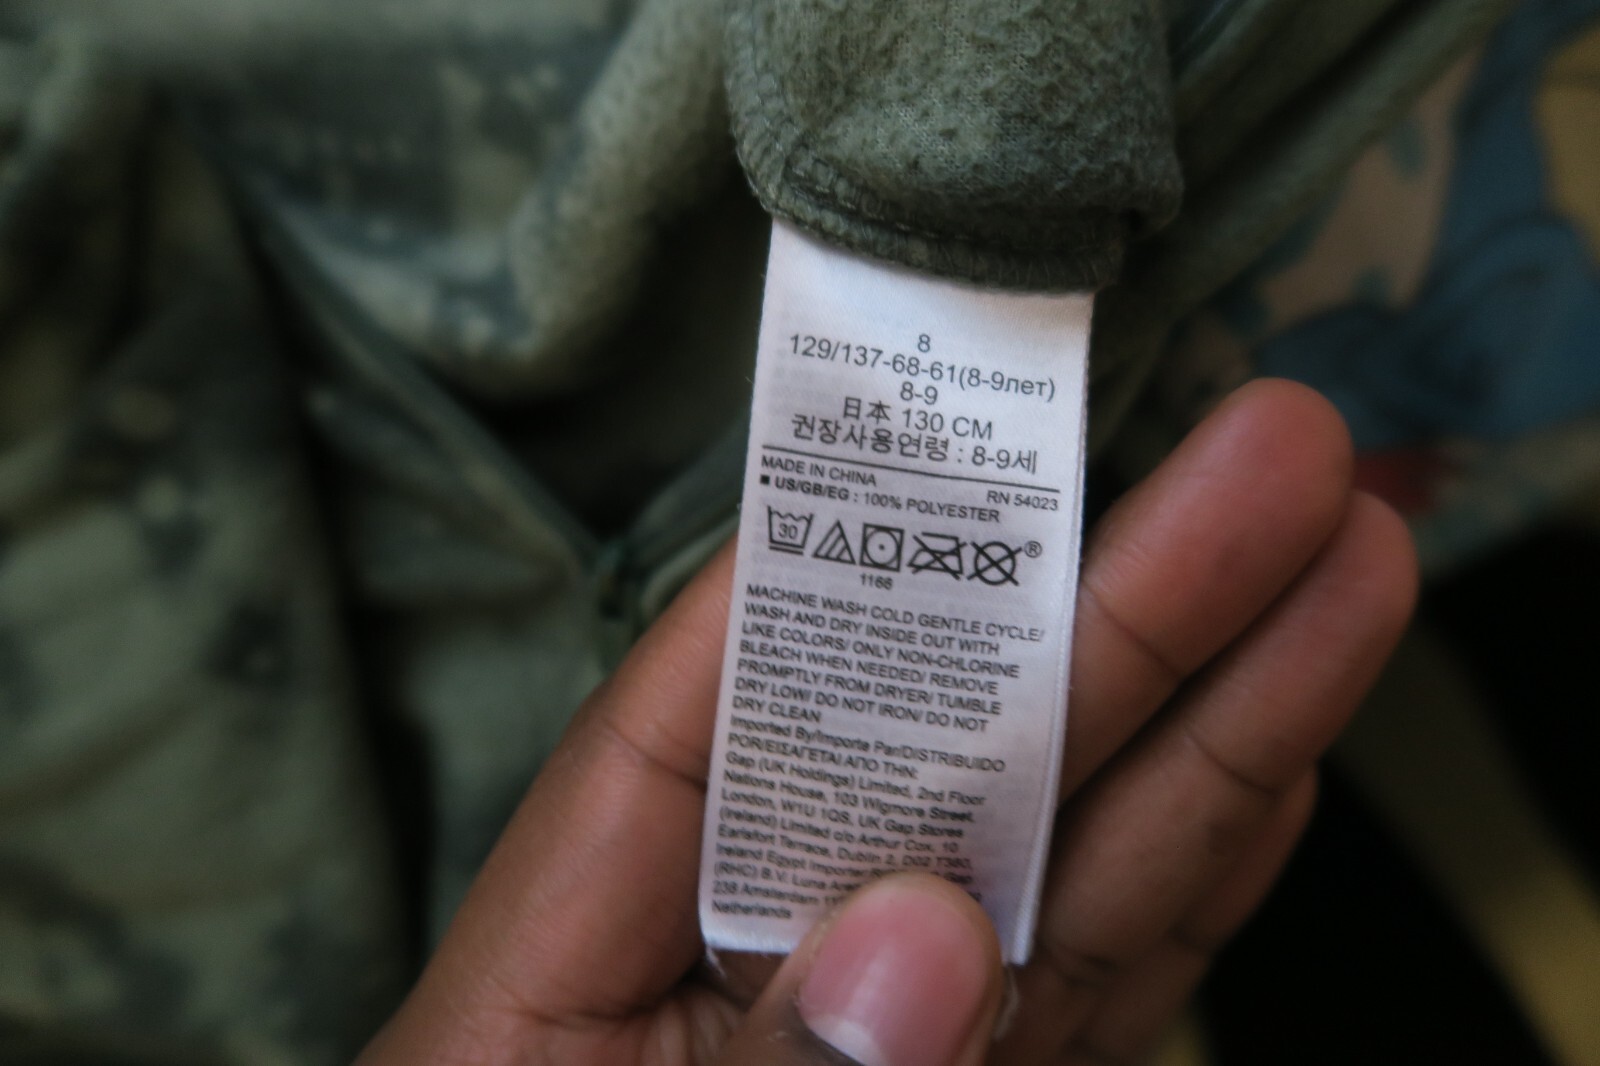 8
129/137-68-61(8-9лет)
8-9
日本 130 CM
권장사용연령 : 8-9세
MADE IN CHINA RN 54023
■ US/GB/EG : 100% POLYESTER
30 ®
1168
MACHINE WASH COLD GENTLE CYCLE/
WASH AND DRY INSIDE OUT WITH
LIKE COLORS/ ONLY NON-CHLORINE
BLEACH WHEN NEEDED/ REMOVE
PROMPTLY FROM DRYER/ TUMBLE
DRY LOW/ DO NOT IRON/ DO NOT
DRY CLEAN
Imported By/Importe Par/DISTRIBUIDO
POR/ΕΙΣΑΓΕΤΑΙ ΑΠΟ ΤΗΝ:
Gap (UK Holdings) Limited, 2nd Floor
Nations House, 103 Wigmore Street,
London, W1U 1QS, UK Gap Stores
(Ireland) Limited c/o Arthur Cox, 10
Earlsfort Terrace, Dublin 2, D02 T380,
Ireland Egypt Importer Gap
(RHC) B.V. Luna
238 Amsterdam
Netherlands